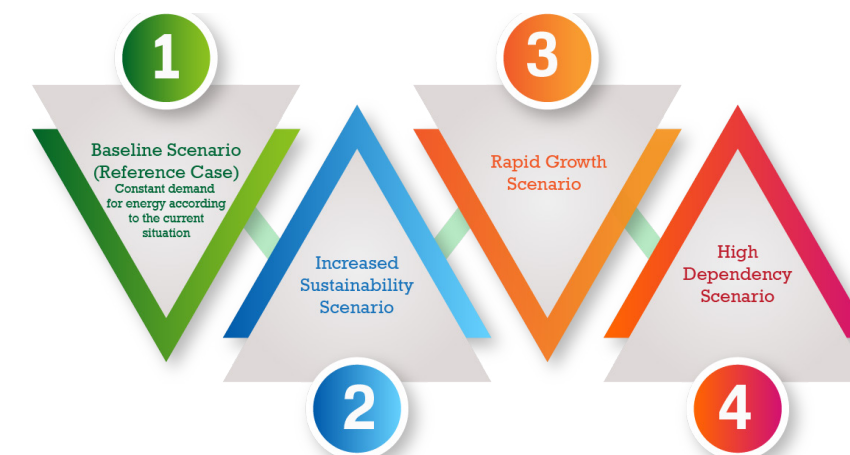 1
Baseline Scenario
(Reference Case)
Constant demand
for energy according
to the current
situation
2
Increased
Sustainability
Scenario
3
Rapid Growth
Scenario
4
High
Dependency
Scenario